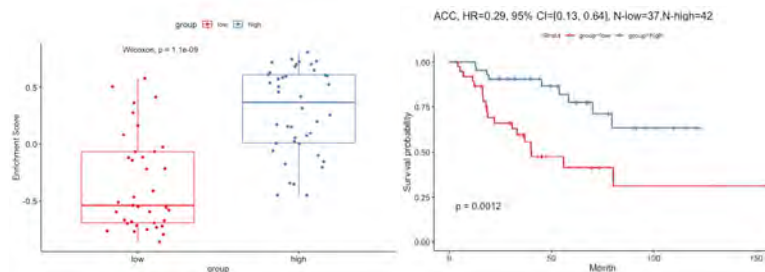 group low high
Wilcoxon, p = 1.1e-09
Enrichment Score
0.5
0.0
-0.5
low high
group
ACC, HR=0.29, 95% CI=[0.13, 0.64], N-low=37,N-high=42
Strata group=low group=high
Survival probability
1.00
0.75
0.50
0.25
0.00
p = 0.0012
0 50 100 150
Month